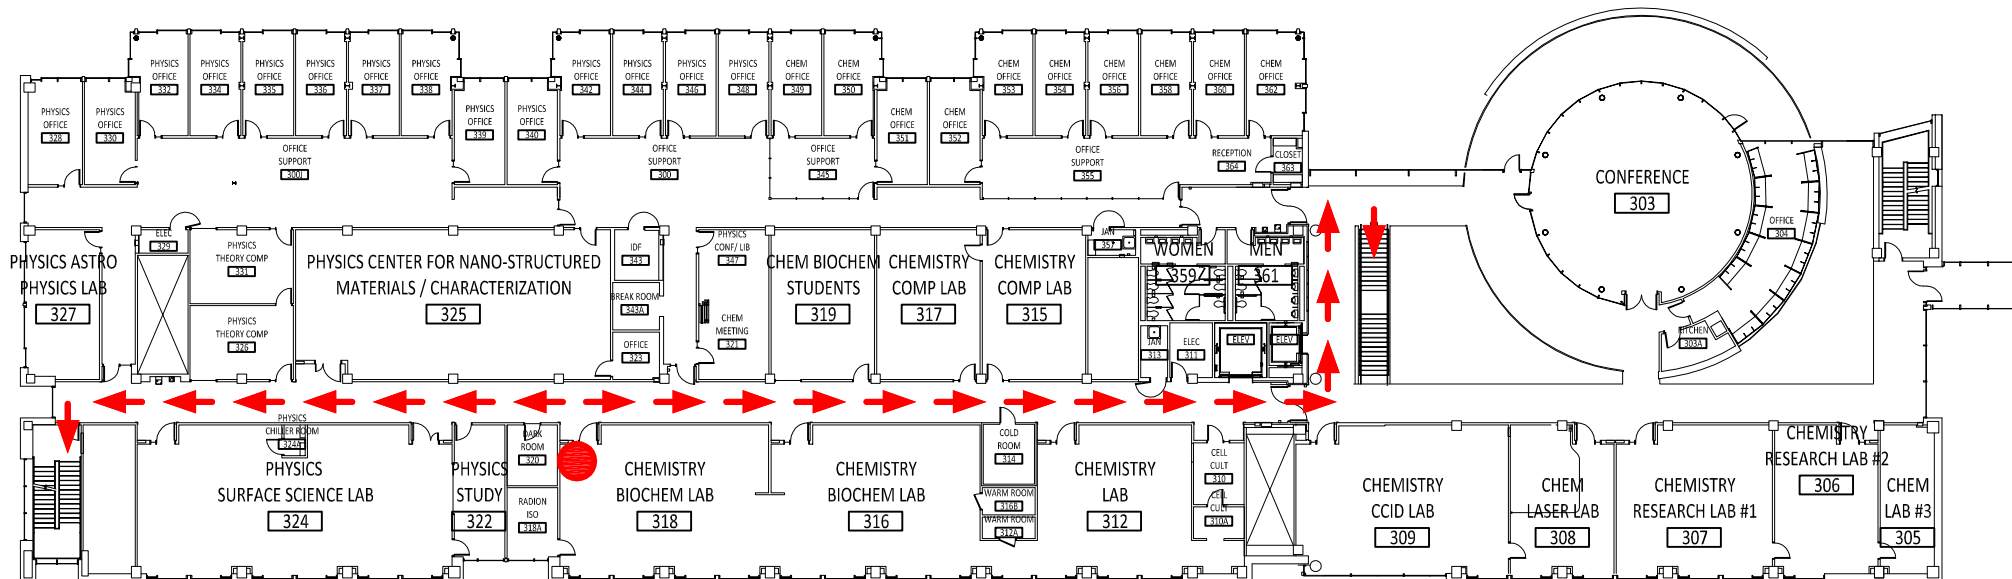 PHYSICS
OFFICE
328
PHYSICS
OFFICE
330
PHYSICS
OFFICE
332
PHYSICS
OFFICE
334
PHYSICS
OFFICE
335
PHYSICS
OFFICE
336
PHYSICS
OFFICE
337
PHYSICS
OFFICE
338
PHYSICS
OFFICE
339
PHYSICS
OFFICE
340
PHYSICS
OFFICE
342
PHYSICS
OFFICE
344
PHYSICS
OFFICE
346
PHYSICS
OFFICE
348
CHEM
OFFICE
349
CHEM
OFFICE
350
CHEM
OFFICE
351
CHEM
OFFICE
352
CHEM
OFFICE
353
CHEM
OFFICE
354
CHEM
OFFICE
356
CHEM
OFFICE
358
CHEM
OFFICE
360
CHEM
OFFICE
362
OFFICE
SUPPORT
300J
OFFICE
SUPPORT
300
OFFICE
SUPPORT
345
OFFICE
SUPPORT
355
RECEPTION
364
CLOSET
363
CONFERENCE
303
OFFICE
304
KITCHEN
303A
PHYSICS ASTRO
PHYSICS LAB
327
ELEC
329
PHYSICS
THEORY COMP
331
PHYSICS
THEORY COMP
326
PHYSICS CENTER FOR NANO-STRUCTURED
MATERIALS / CHARACTERIZATION
325
IDF
343
BREAK ROOM
343A
OFFICE
323
PHYSICS
CONF/ LIB
347
CHEM
MEETING
321
CHEM BIOCHEM
STUDENTS
319
CHEMISTRY
COMP LAB
317
CHEMISTRY
COMP LAB
315
JAN
357
WOMEN
359
MEN
361
JAN
313
ELEC
311
ELEV
ELEV
PHYSICS
CHILLER ROOM
324A
PHYSICS
SURFACE SCIENCE LAB
324
PHYSICS
STUDY
322
DARK
ROOM
320
RADION
ISO
318A
CHEMISTRY
BIOCHEM LAB
318
CHEMISTRY
BIOCHEM LAB
316
COLD
ROOM
314
WARM ROOM
316B
WARM ROOM
312A
CHEMISTRY
LAB
312
CELL
CULT
310
CELL
CULT
310A
CHEMISTRY
CCID LAB
309
CHEM
LASER LAB
308
CHEMISTRY
RESEARCH LAB #1
307
CHEMISTRY
RESEARCH LAB #2
306
CHEM
LAB #3
305